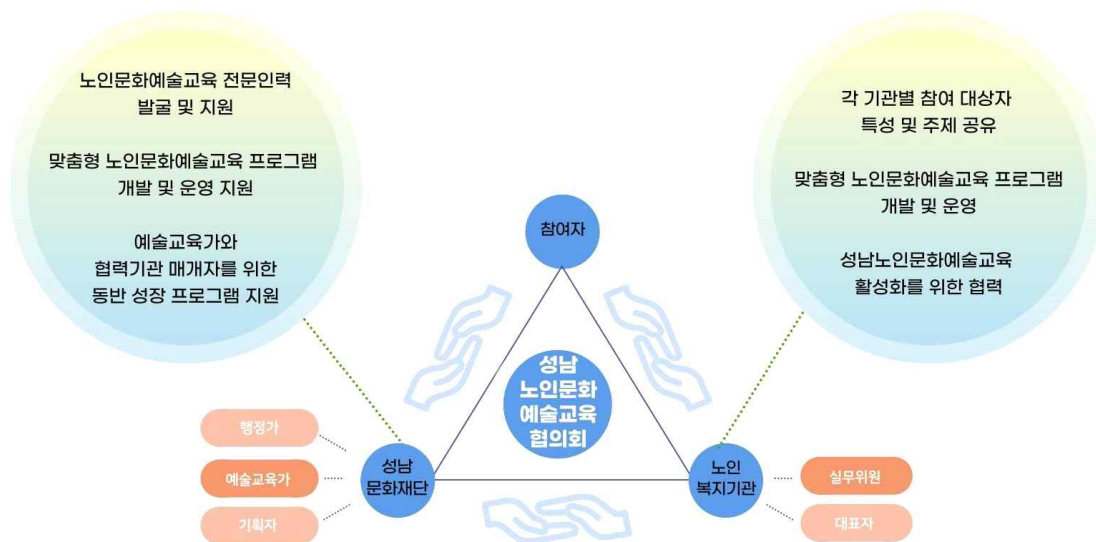 노인문화예술교육 전문인력
발굴 및 지원
맞춤형 노인문화예술교육 프로그램
개발 및 운영 지원
예술교육가와
협력기관 매개자를 위한
동반 성장 프로그램 지원
각 기관별 참여 대상자
특성 및 주제 공유
맞춤형 노인문화예술교육 프로그램
개발 및 운영
성남노인문화예술교육
활성화를 위한 협력
참여자
성남
노인문화
예술교육
협의회
행정가
예술교육가
기획자
성남
문화재단
노인
복지기관
실무위원
대표자